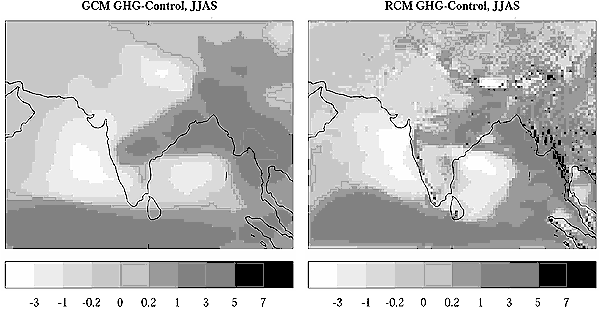 GCM GHG-Control, JJAS
RCM GHG-Control, JJAS
-3 -1 -0.2 0 0.2 1 3 5 7
-3 -1 -0.2 0 0.2 1 3 5 7